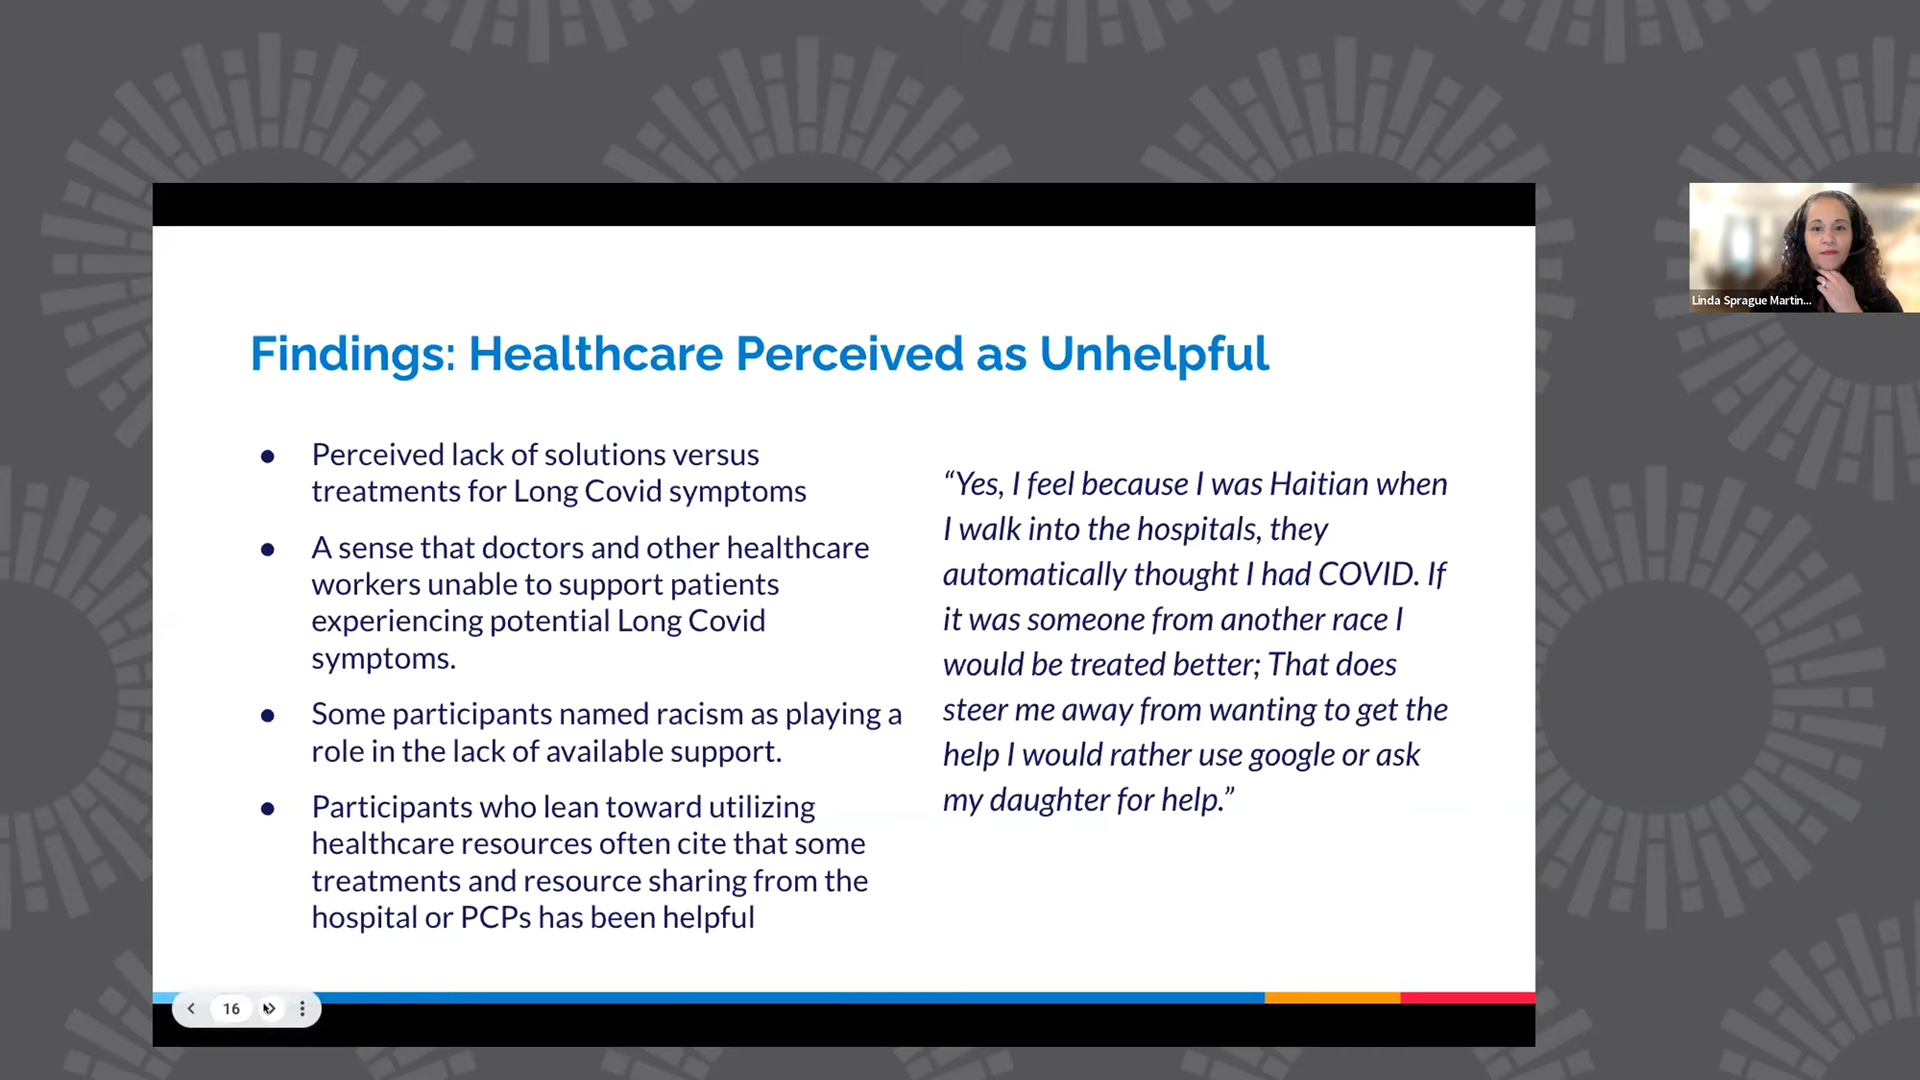 Findings: Healthcare Perceived as Unhelpful
● Perceived lack of solutions versus
treatments for Long Covid symptoms
● A sense that doctors and other healthcare
workers unable to support patients
experiencing potential Long Covid
symptoms.
● Some participants named racism as playing a
role in the lack of available support.
● Participants who lean toward utilizing
healthcare resources often cite that some
treatments and resource sharing from the
hospital or PCPs has been helpful
“Yes, I feel because I was Haitian when
I walk into the hospitals, they
automatically thought I had COVID. If
it was someone from another race I
would be treated better; That does
steer me away from wanting to get the
help I would rather use google or ask
my daughter for help.”
16
Linda Sprague Martin...